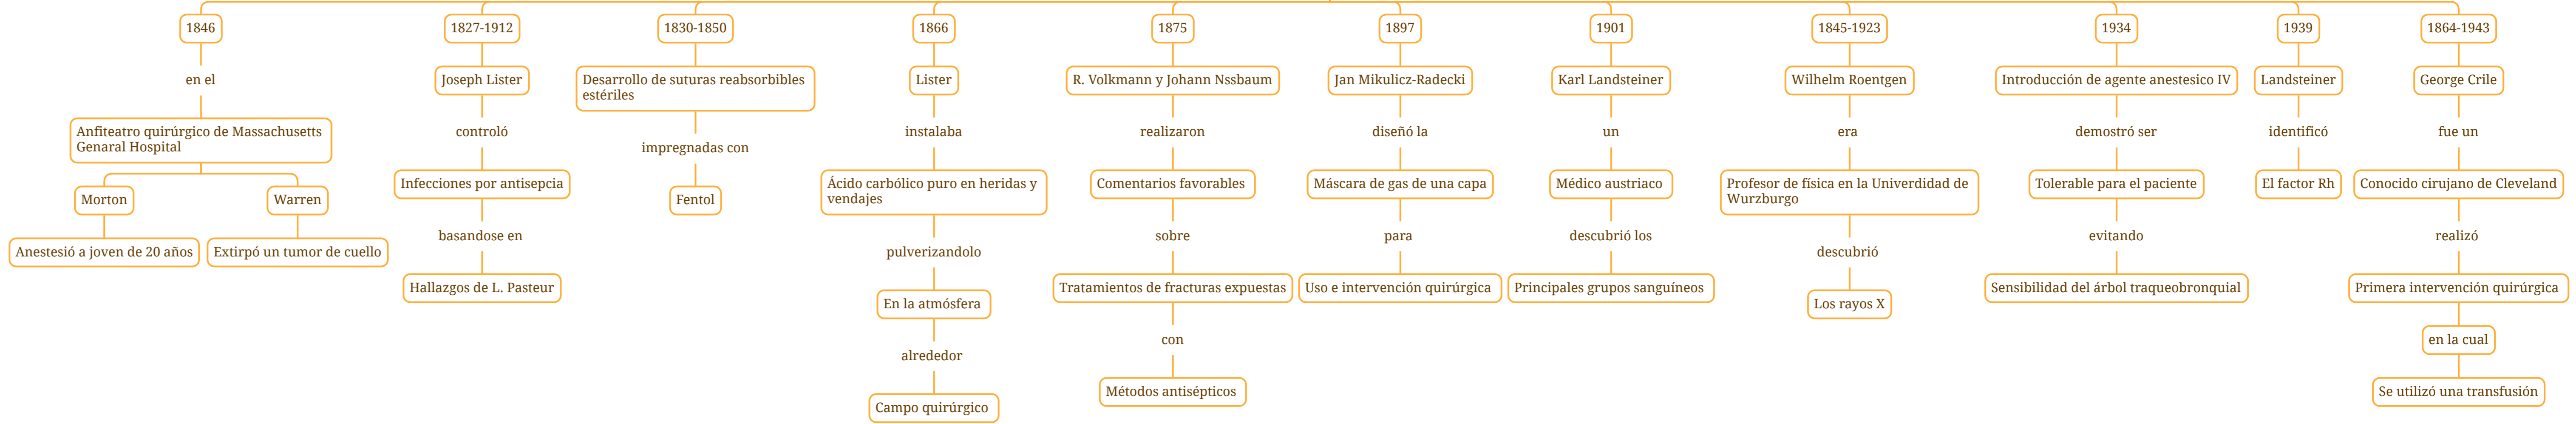 1846
en el
Anfiteatro quirúrgico de Massachusetts
Genaral Hospital
Morton
Anestesió a joven de 20 años
Warren
Extirpó un tumor de cuello
1827-1912
Joseph Lister
controló
Infecciones por antisepcia
basandose en
Hallazgos de L. Pasteur
1830-1850
Desarrollo de suturas reabsorbibles
estériles
impregnadas con
Fentol
1866
Lister
instalaba
Ácido carbólico puro en heridas y
vendajes
pulverizandolo
En la atmósfera
alrededor
Campo quirúrgico
1875
R. Volkmann y Johann Nssbaum
realizaron
Comentarios favorables
sobre
Tratamientos de fracturas expuestas
con
Métodos antisépticos
1897
Jan Mikulicz-Radecki
diseñó la
Máscara de gas de una capa
para
Uso e intervención quirúrgica
1901
Karl Landsteiner
un
Médico austriaco
descubrió los
Principales grupos sanguíneos
1845-1923
Wilhelm Roentgen
era
Profesor de física en la Univerdidad de
Wurzburgo
descubrió
Los rayos X
1934
Introducción de agente anestesico IV
demostró ser
Tolerable para el paciente
evitando
Sensibilidad del árbol traqueobronquial
1939
Landsteiner
identificó
El factor Rh
1864-1943
George Crile
fue un
Conocido cirujano de Cleveland
realizó
Primera intervención quirúrgica
en la cual
Se utilizó una transfusión